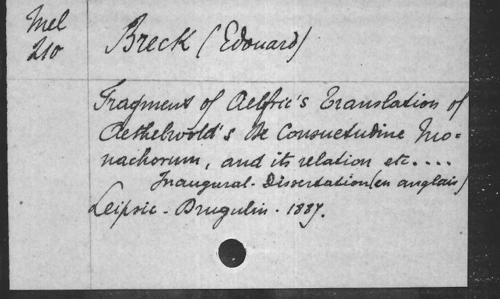 Mel
210
Breck (Edouard)
Fragment of Aelfric's Translation of
Aethelwold's De Consuetudine Mo-
nachorum, and its relation etc....
Inaugural-Dissertation (en anglais)
Leipsic - Drugulin - 1887.